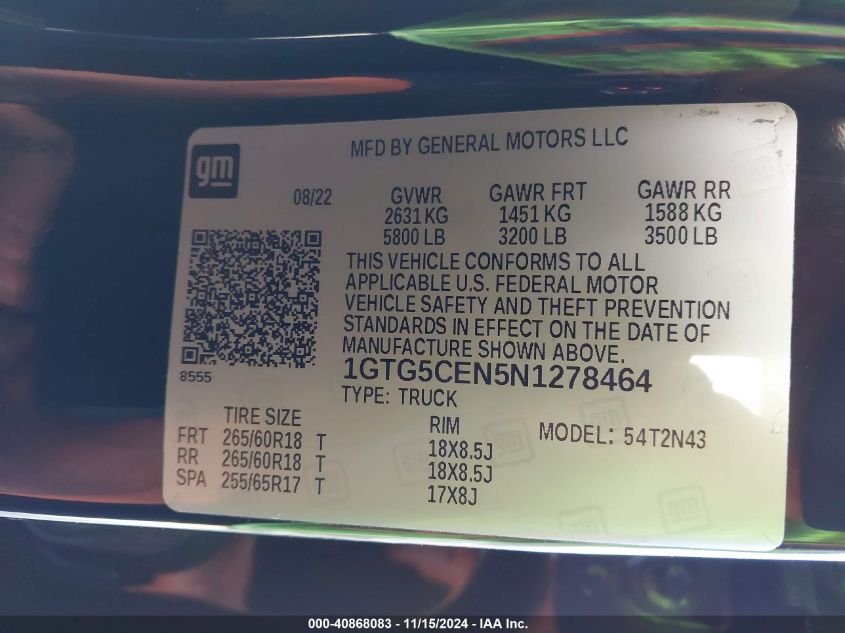 gm
MFD BY GENERAL MOTORS LLC
08/22
GVWR GAWR FRT GAWR RR
2631 KG 1451 KG 1588 KG
5800 LB 3200 LB 3500 LB
THIS VEHICLE CONFORMS TO ALL
APPLICABLE U.S. FEDERAL MOTOR
VEHICLE SAFETY AND THEFT PREVENTION
STANDARDS IN EFFECT ON THE DATE OF
MANUFACTURE SHOWN ABOVE.
8555
1GTG5CEN5N1278464
TYPE: TRUCK
TIRE SIZE RIM MODEL: 54T2N43
FRT 265/60R18 T 18X8.5J
RR 265/60R18 T 18X8.5J
SPA 255/65R17 T 17X8J
000-40868083 - 11/15/2024 - IAA Inc.